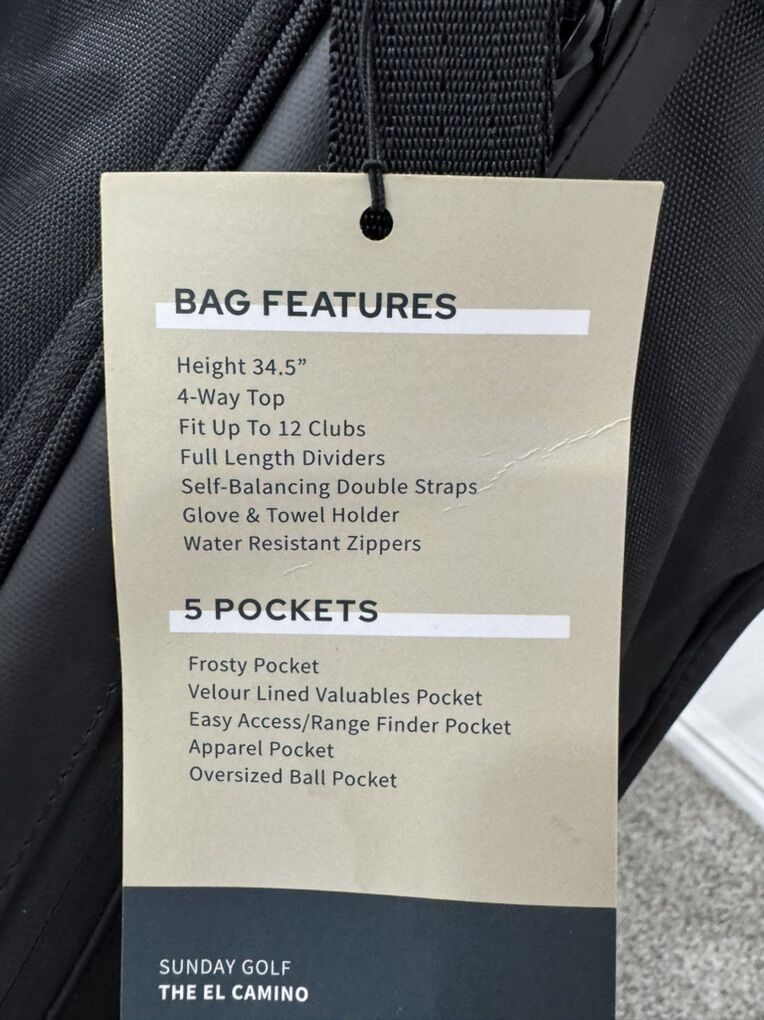 BAG FEATURES
Height 34.5”
4-Way Top
Fit Up To 12 Clubs
Full Length Dividers
Self-Balancing Double Straps
Glove & Towel Holder
Water Resistant Zippers
5 POCKETS
Frosty Pocket
Velour Lined Valuables Pocket
Easy Access/Range Finder Pocket
Apparel Pocket
Oversized Ball Pocket
SUNDAY GOLF
THE EL CAMINO